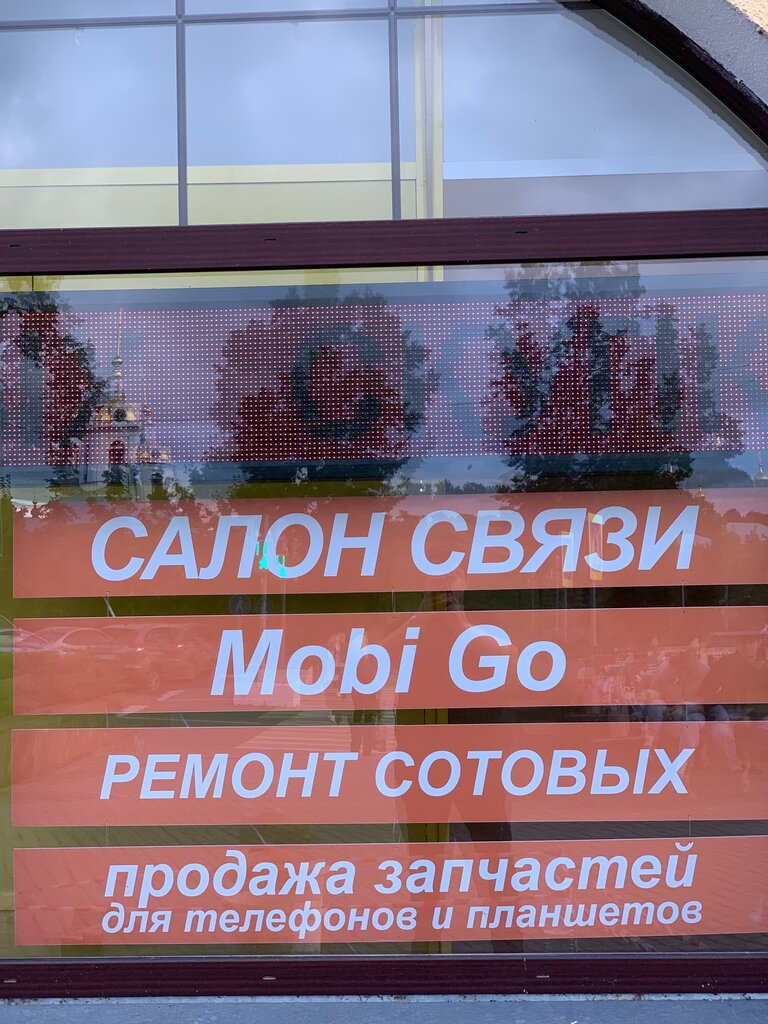 САЛОН СВЯЗИ
Mobi Go
РЕМОНТ СОТОВЫХ
продажа запчастей
для телефонов и планшетов